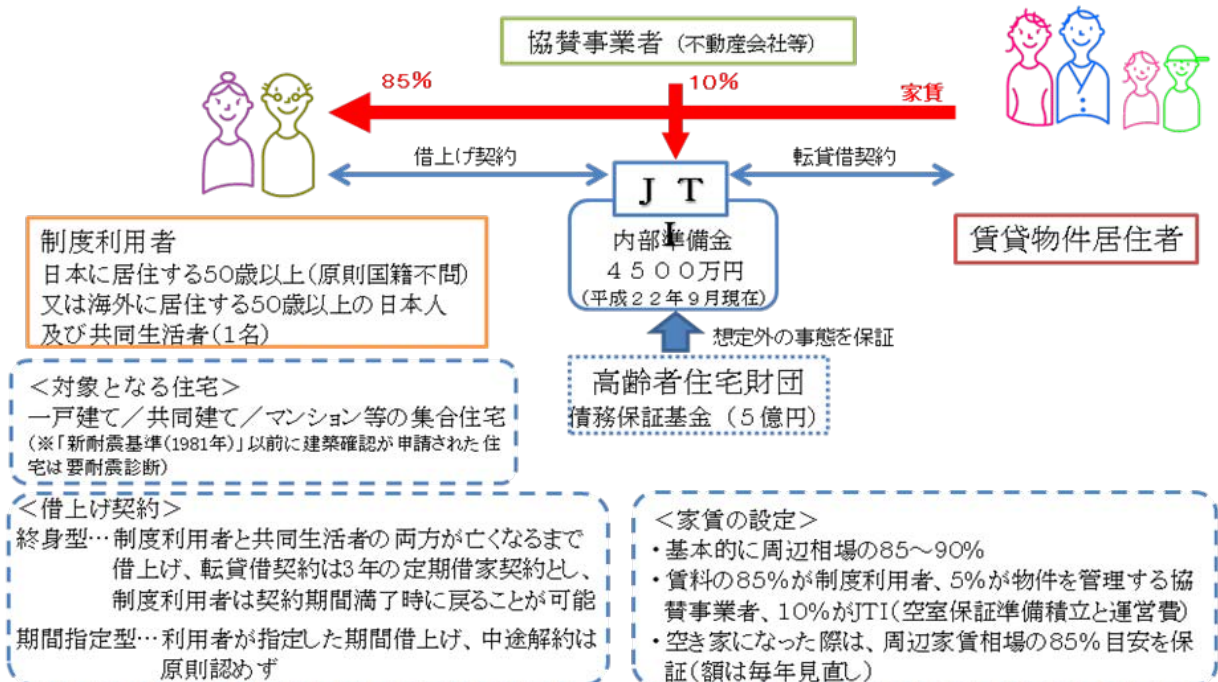 協賛事業者 (不動産会社等)
85%
10%
家賃
借上げ契約
転貸借契約
JTI
内部準備金
4500万円
(平成22年9月現在)
制度利用者
日本に居住する50歳以上(原則国籍不問)
又は海外に居住する50歳以上の日本人
及び共同生活者(1名)
賃貸物件居住者
想定外の事態を保証
高齢者住宅財団
債務保証基金(5億円)
<対象となる住宅>
一戸建て/共同建て/マンション等の集合住宅
(※「新耐震基準(1981年)」以前に建築確認が申請された住
宅は要耐震診断)
<借上げ契約>
終身型…制度利用者と共同生活者の両方が亡くなるまで
借上げ、転貸借契約は3年の定期借家契約とし、
制度利用者は契約期間満了時に戻ることが可能
期間指定型…利用者が指定した期間借上げ、中途解約は
原則認めず
<家賃の設定>
・基本的に周辺相場の85~90%
・賃料の85%が制度利用者、5%が物件を管理する協
賛事業者、10%がJTI(空室保証準備積立と運営費)
・空き家になった際は、周辺家賃相場の85%目安を保
証(額は毎年見直し)